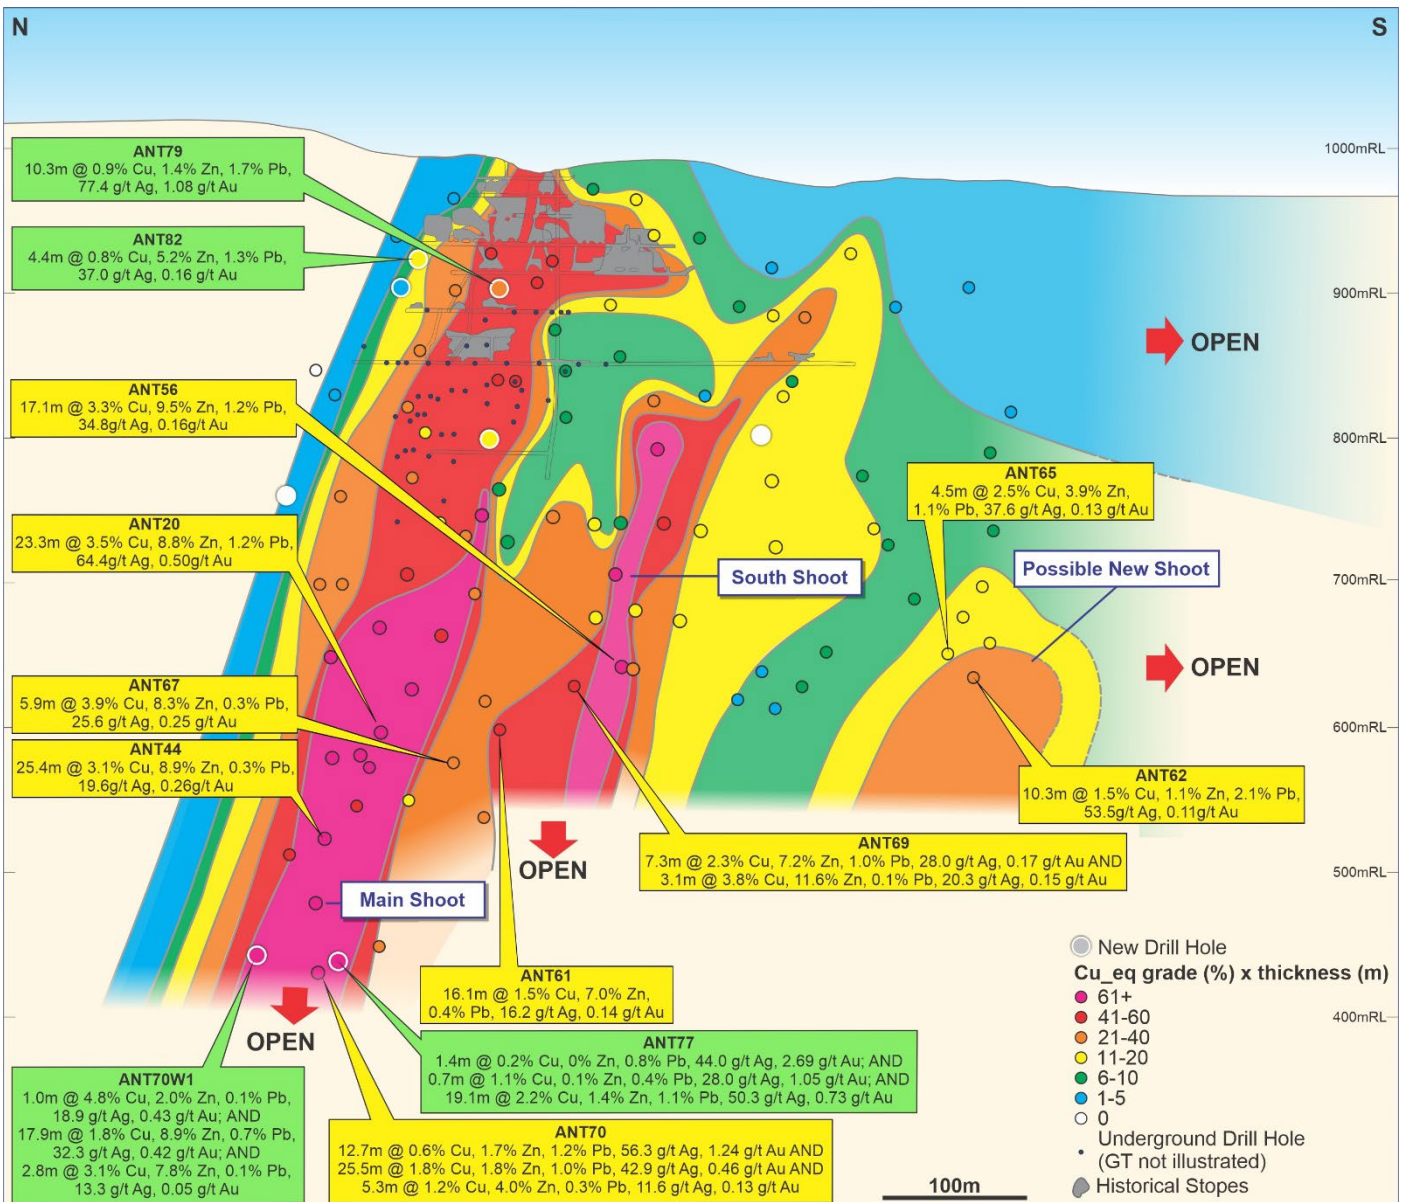 N
S
ANT79
10.3m @ 0.9% Cu, 1.4% Zn, 1.7% Pb,
77.4 g/t Ag, 1.08 g/t Au
1000mRL
ANT82
4.4m @ 0.8% Cu, 5.2% Zn, 1.3% Pb,
37.0 g/t Ag, 0.16 g/t Au
900mRL
OPEN
ANT56
17.1m @ 3.3% Cu, 9.5% Zn, 1.2% Pb,
34.8g/t Ag, 0.16g/t Au
800mRL
ANT65
4.5m @ 2.5% Cu, 3.9% Zn,
1.1% Pb, 37.6 g/t Ag, 0.13 g/t Au
ANT20
23.3m @ 3.5% Cu, 8.8% Zn, 1.2% Pb,
64.4g/t Ag, 0.50g/t Au
South Shoot
Possible New Shoot
700mRL
OPEN
ANT67
5.9m @ 3.9% Cu, 8.3% Zn, 0.3% Pb,
25.6 g/t Ag, 0.25 g/t Au
600mRL
ANT44
25.4m @ 3.1% Cu, 8.9% Zn, 0.3% Pb,
19.6g/t Ag, 0.26g/t Au
ANT62
10.3m @ 1.5% Cu, 1.1% Zn, 2.1% Pb,
53.5g/t Ag, 0.11g/t Au
OPEN
ANT69
7.3m @ 2.3% Cu, 7.2% Zn, 1.0% Pb, 28.0 g/t Ag, 0.17 g/t Au AND
3.1m @ 3.8% Cu, 11.6% Zn, 0.1% Pb, 20.3 g/t Ag, 0.15 g/t Au
500mRL
Main Shoot
ANT61
16.1m @ 1.5% Cu, 7.0% Zn,
0.4% Pb, 16.2 g/t Ag, 0.14 g/t Au
400mRL
OPEN
ANT77
1.4m @ 0.2% Cu, 0% Zn, 0.8% Pb, 44.0 g/t Ag, 2.69 g/t Au; AND
0.7m @ 1.1% Cu, 0.1% Zn, 0.4% Pb, 28.0 g/t Ag, 1.05 g/t Au; AND
19.1m @ 2.2% Cu, 1.4% Zn, 1.1% Pb, 50.3 g/t Ag, 0.73 g/t Au
ANT70W1
1.0m @ 4.8% Cu, 2.0% Zn, 0.1% Pb,
18.9 g/t Ag, 0.43 g/t Au; AND
17.9m @ 1.8% Cu, 8.9% Zn, 0.7% Pb,
32.3 g/t Ag, 0.42 g/t Au; AND
2.8m @ 3.1% Cu, 7.8% Zn, 0.1% Pb,
13.3 g/t Ag, 0.05 g/t Au
ANT70
12.7m @ 0.6% Cu, 1.7% Zn, 1.2% Pb, 56.3 g/t Ag, 1.24 g/t Au AND
25.5m @ 1.8% Cu, 1.8% Zn, 1.0% Pb, 42.9 g/t Ag, 0.46 g/t Au AND
5.3m @ 1.2% Cu, 4.0% Zn, 0.3% Pb, 11.6 g/t Ag, 0.13 g/t Au
New Drill Hole
Cu_eq grade (%) x thickness (m)
61+
41-60
21-40
11-20
6-10
1-5
0
Underground Drill Hole
(GT not illustrated)
Historical Stopes
100m